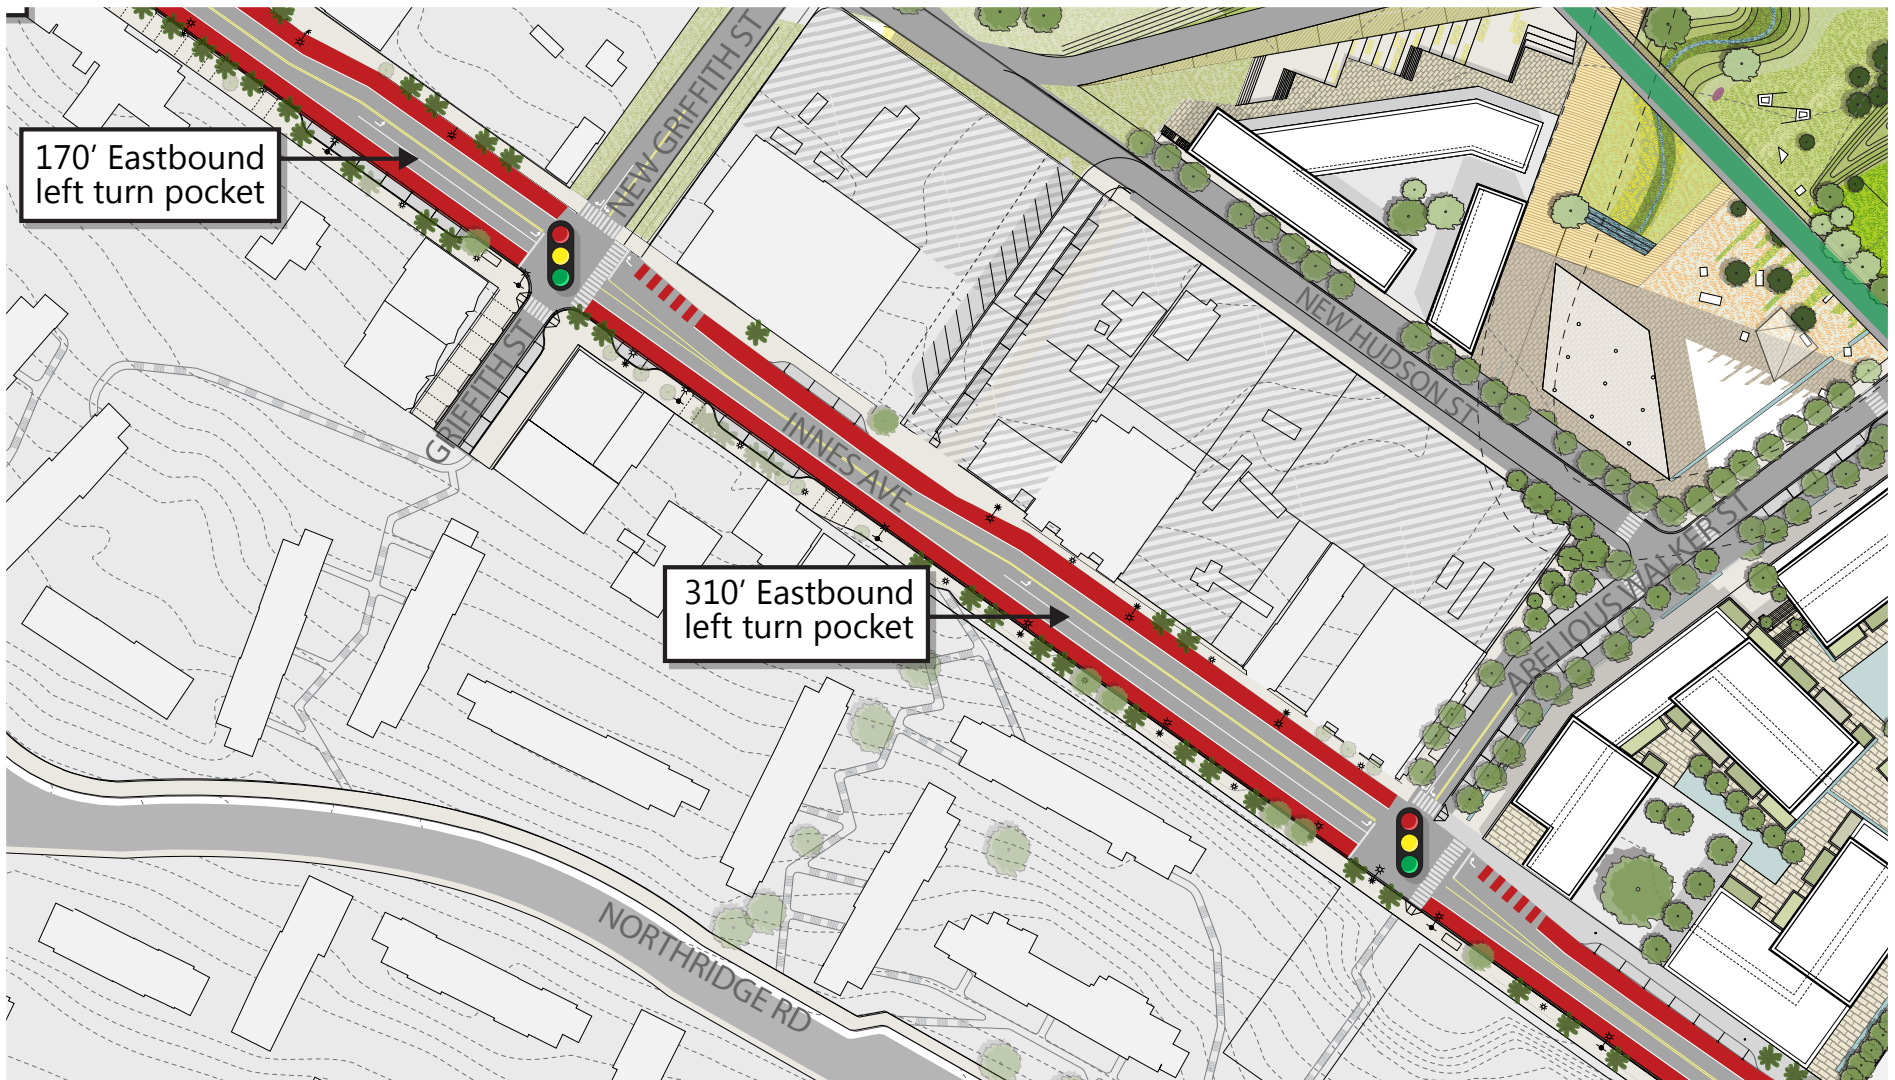 170' Eastbound
left turn pocket
NEW GRIFFITH ST
GRIFFITH ST
INNES AVE
NEW HUDSON ST
ARELIOUS WALKER ST
310' Eastbound
left turn pocket
NORTHRIDGE RD